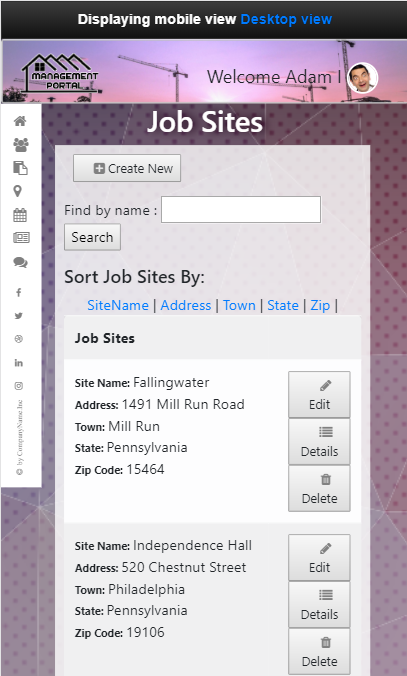 Displaying mobile view Desktop view
MANAGEMENT
PORTAL
Welcome Adam |
Job Sites
Create New
Find by name :
Search
Sort Job Sites By:
SiteName | Address | Town | State | Zip |
Job Sites
Site Name: Fallingwater
Address: 1491 Mill Run Road
Town: Mill Run
State: Pennsylvania
Zip Code: 15464
Edit
Details
Delete
Site Name: Independence Hall
Address: 520 Chestnut Street
Town: Philadelphia
State: Pennsylvania
Zip Code: 19106
Edit
Details
Delete
© by CompanyName.Inc